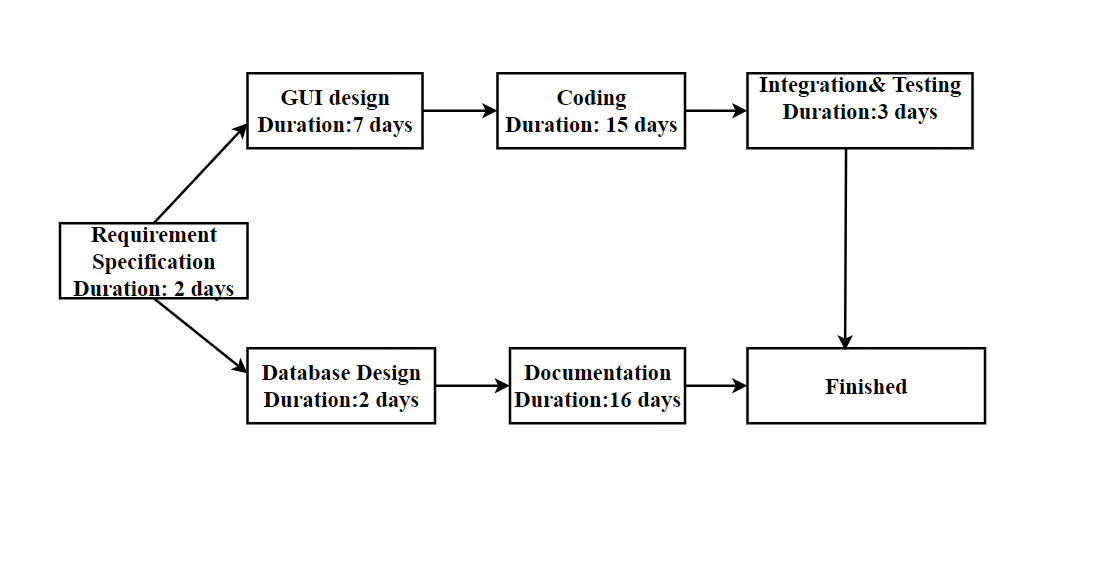 GUI design
Duration:7 days
Coding
Duration: 15 days
Integration& Testing
Duration:3 days
Requirement
Specification
Duration: 2 days
Database Design
Duration:2 days
Documentation
Duration:16 days
Finished